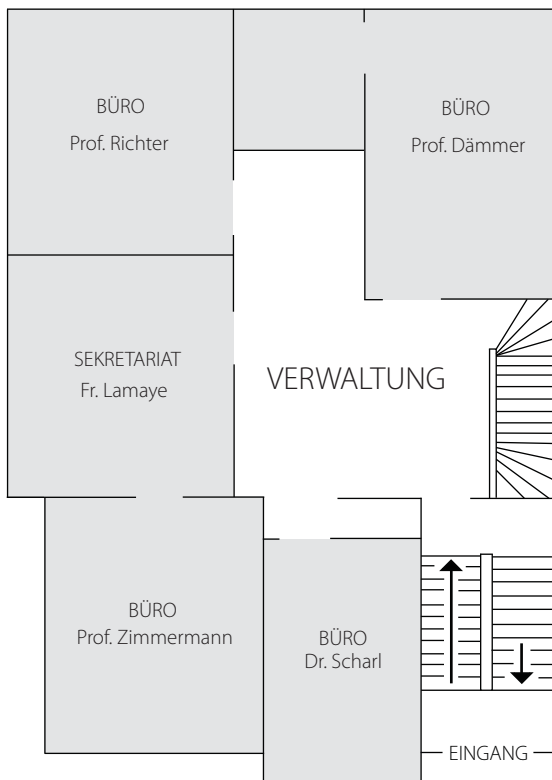 BÜRO
Prof. Richter
BÜRO
Prof. Dämmer
SEKRETARIAT
Fr. Lamaye
VERWALTUNG
BÜRO
Prof. Zimmermann
BÜRO
Dr. Scharl
EINGANG